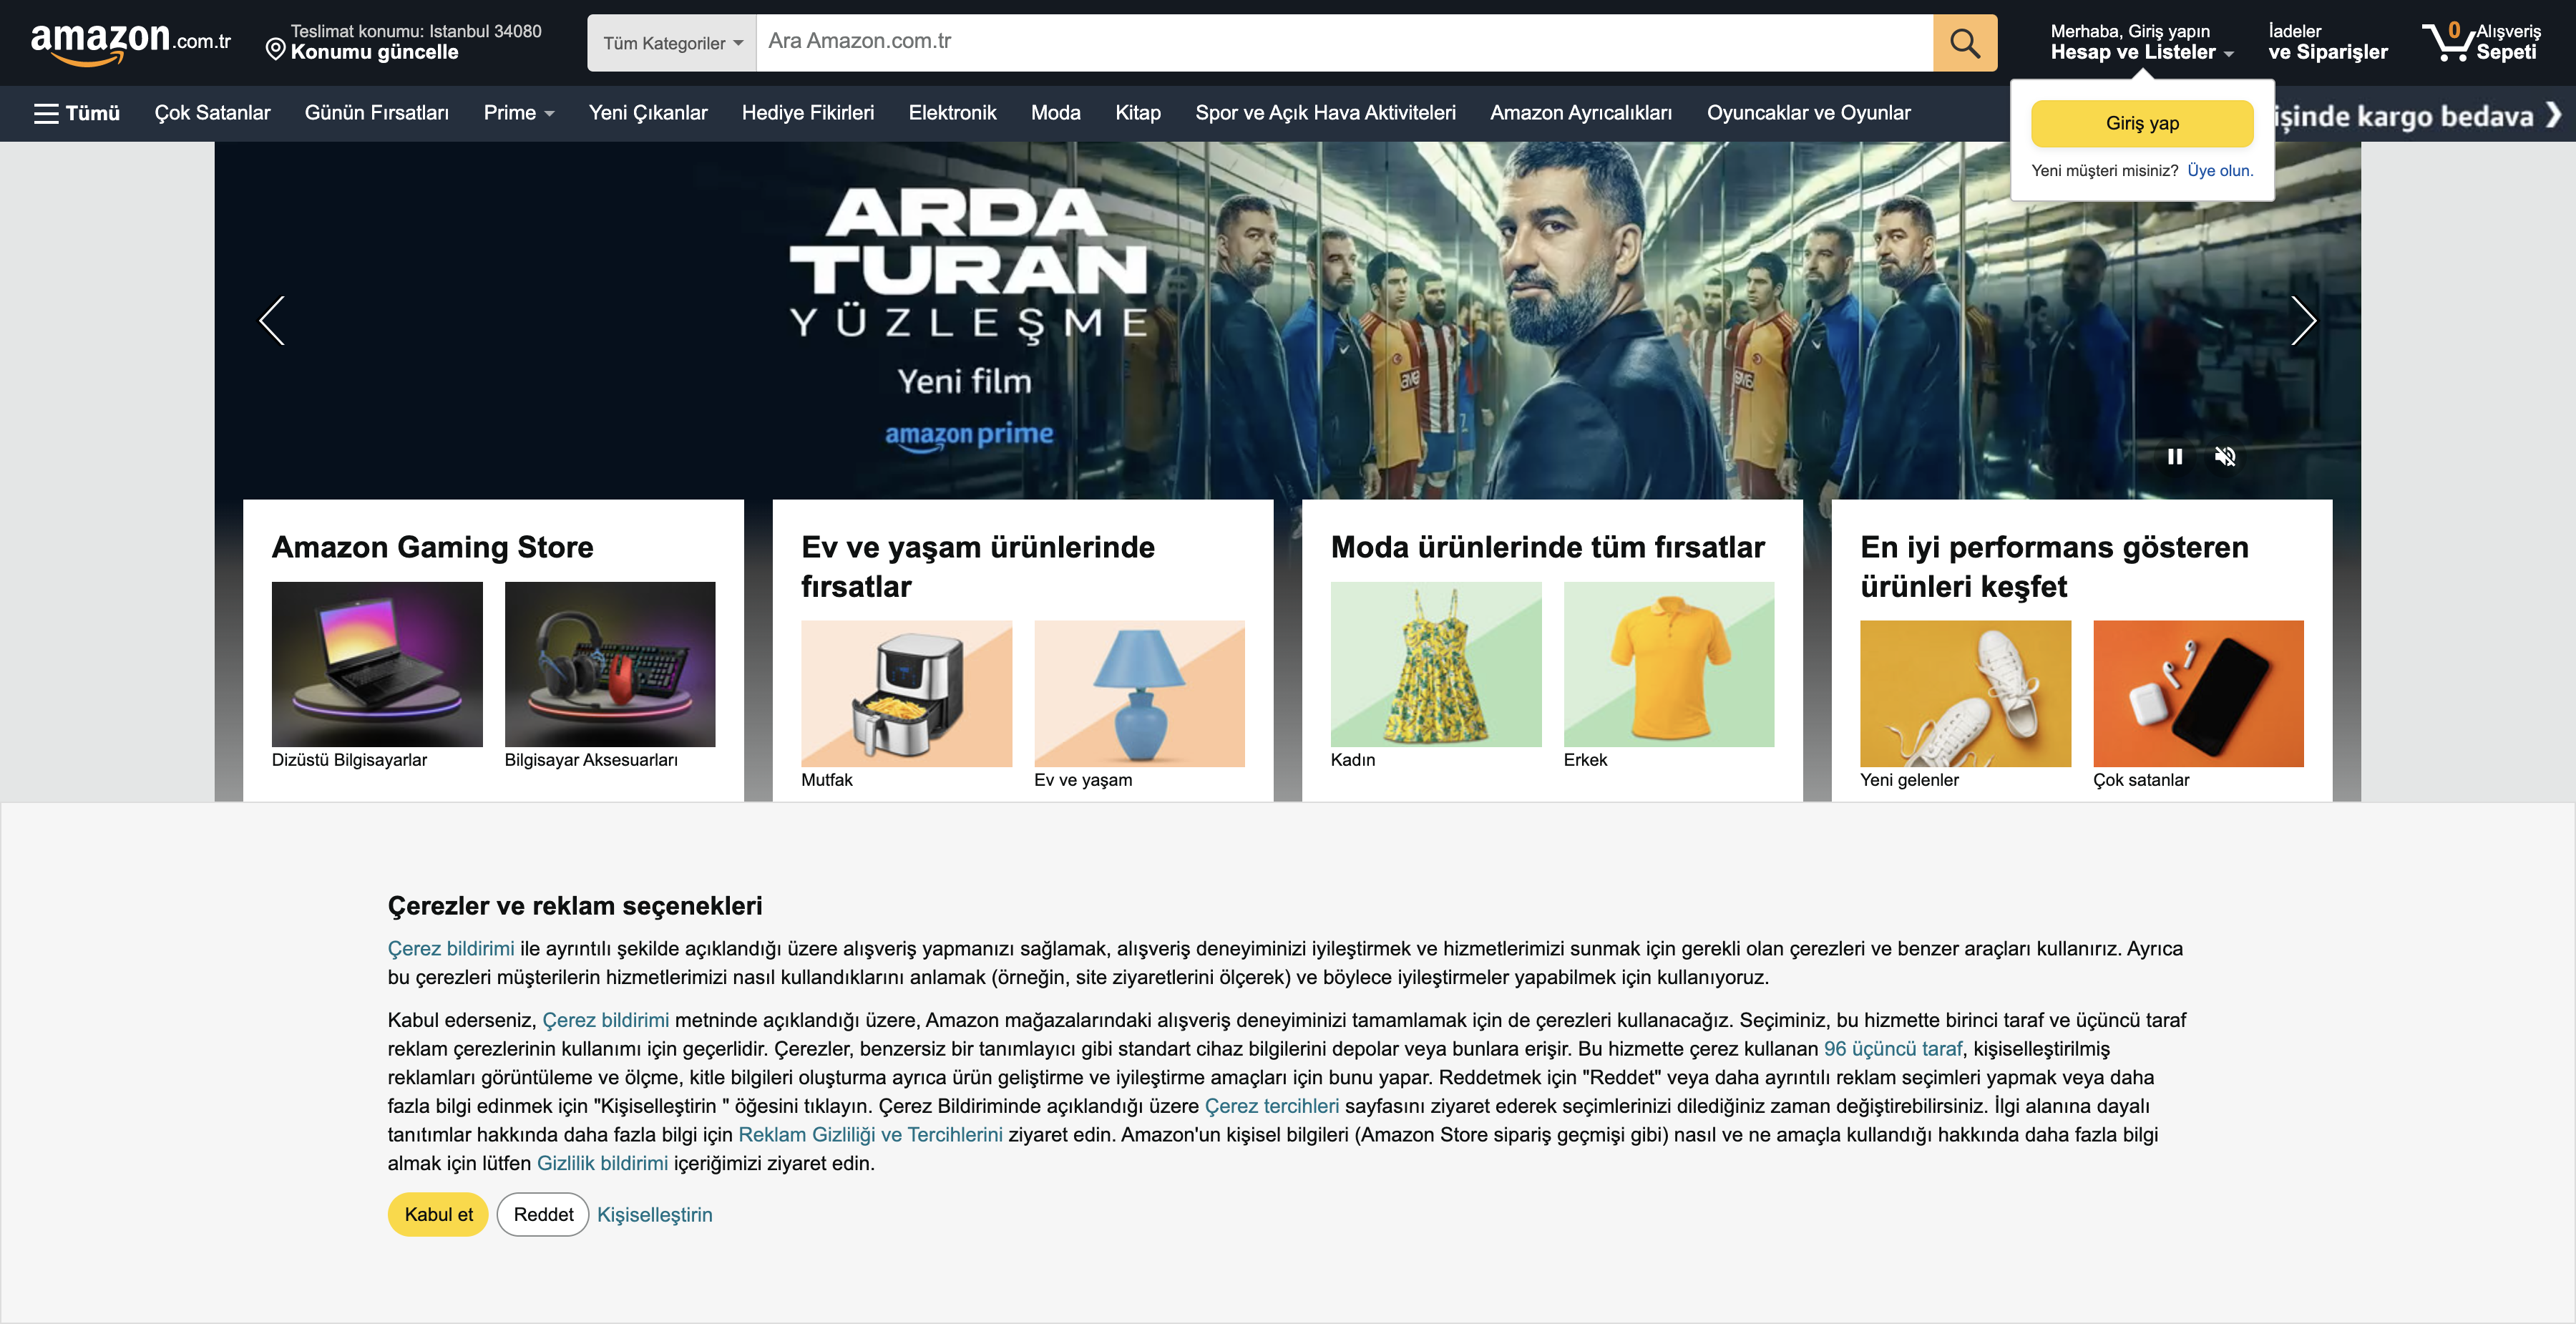 amazon.com.tr
Teslimat konumu: Istanbul 34080
Konumu güncelle
Tüm Kategoriler
Ara Amazon.com.tr
Merhaba, Giriş yapın
Hesap ve Listeler
İadeler
ve Siparişler
0
Alışveriş
Sepeti
Tümü
Çok Satanlar
Günün Fırsatları
Prime
Yeni Çıkanlar
Hediye Fikirleri
Elektronik
Moda
Kitap
Spor ve Açık Hava Aktiviteleri
Amazon Ayrıcalıkları
Oyuncaklar ve Oyunlar
işinde kargo bedava
Giriş yap
Yeni müşteri misiniz? Üye olun.
ARDA
TURAN
YÜZLEŞME
Yeni film
amazon prime
Amazon Gaming Store
Dizüstü Bilgisayarlar
Bilgisayar Aksesuarları
Ev ve yaşam ürünlerinde
fırsatlar
Mutfak
Ev ve yaşam
Moda ürünlerinde tüm fırsatlar
Kadın
Erkek
En iyi performans gösteren
ürünleri keşfet
Yeni gelenler
Çok satanlar
Çerezler ve reklam seçenekleri
Çerez bildirimi ile ayrıntılı şekilde açıklandığı üzere alışveriş yapmanızı sağlamak, alışveriş deneyiminizi iyileştirmek ve hizmetlerimizi sunmak için gerekli olan çerezleri ve benzer araçları kullanırız. Ayrıca
bu çerezleri müşterilerin hizmetlerimizi nasıl kullandıklarını anlamak (örneğin, site ziyaretlerini ölçerek) ve böylece iyileştirmeler yapabilmek için kullanıyoruz.
Kabul ederseniz, Çerez bildirimi metninde açıklandığı üzere, Amazon mağazalarındaki alışveriş deneyiminizi tamamlamak için de çerezleri kullanacağız. Seçiminiz, bu hizmette birinci taraf ve üçüncü taraf
reklam çerezlerinin kullanımı için geçerlidir. Çerezler, benzersiz bir tanımlayıcı gibi standart cihaz bilgilerini depolar veya bunlara erişir. Bu hizmette çerez kullanan 96 üçüncü taraf, kişiselleştirilmiş
reklamları görüntüleme ve ölçme, kitle bilgileri oluşturma ayrıca ürün geliştirme ve iyileştirme amaçları için bunu yapar. Reddetmek için "Reddet" veya daha ayrıntılı reklam seçimleri yapmak veya daha
fazla bilgi edinmek için "Kişiselleştirin " öğesini tıklayın. Çerez Bildiriminde açıklandığı üzere Çerez tercihleri sayfasını ziyaret ederek seçimlerinizi dilediğiniz zaman değiştirebilirsiniz. İlgi alanına dayalı
tanıtımlar hakkında daha fazla bilgi için Reklam Gizliliği ve Tercihlerini ziyaret edin. Amazon'un kişisel bilgileri (Amazon Store sipariş geçmişi gibi) nasıl ve ne amaçla kullandığı hakkında daha fazla bilgi
almak için lütfen Gizlilik bildirimi içeriğimizi ziyaret edin.
Kabul et
Reddet
Kişiselleştirin